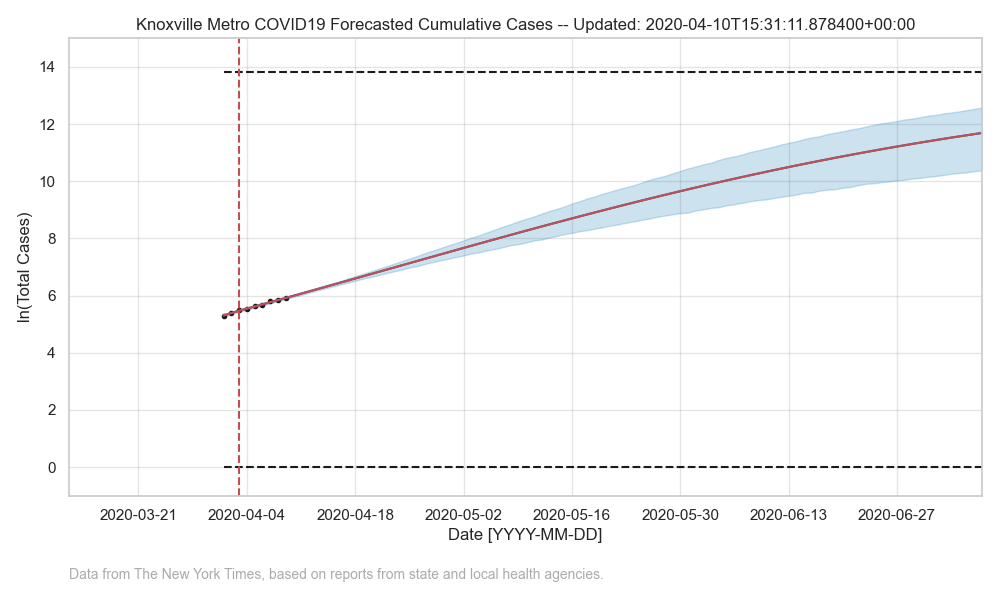 Knoxville Metro COVID19 Forecasted Cumulative Cases -- Updated: 2020-04-10T15:31:11.878400+00:00
14
12
10
8
6
4
2
0
ln(Total Cases)
2020-03-21 2020-04-04 2020-04-18 2020-05-02 2020-05-16 2020-05-30 2020-06-13 2020-06-27
Date [YYYY-MM-DD]
Data from The New York Times, based on reports from state and local health agencies.